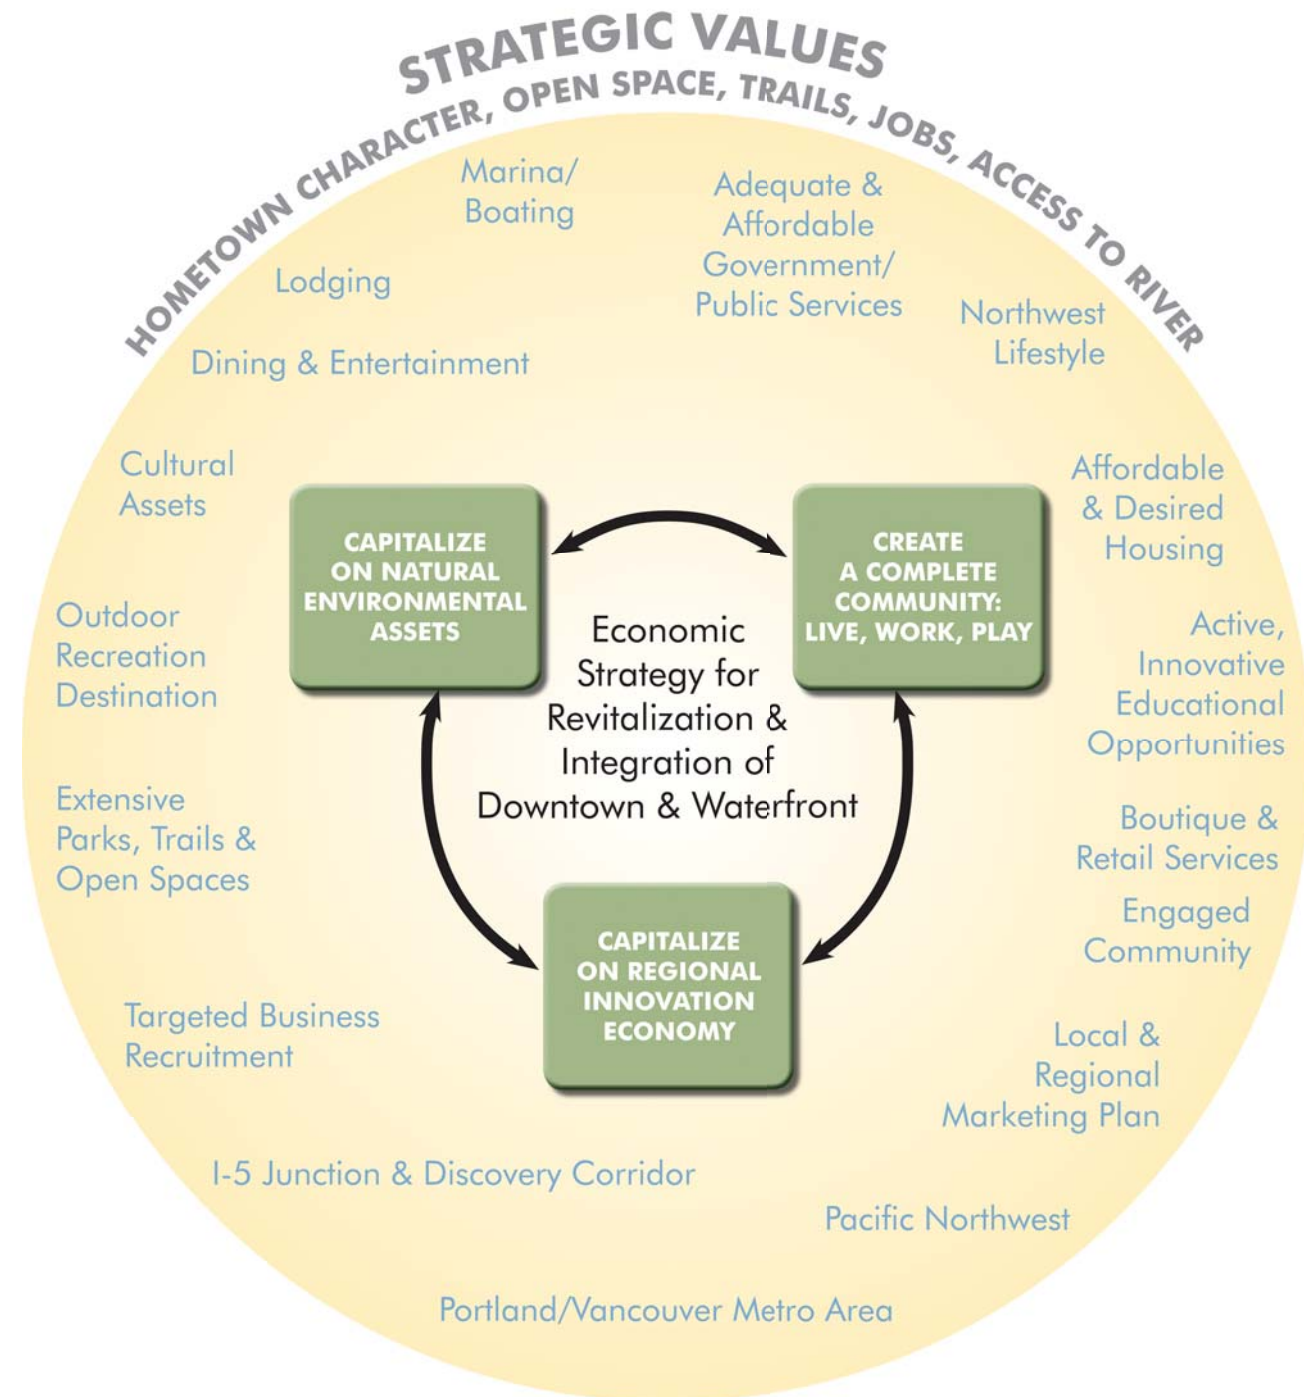 STRATEGIC VALUES
HOMETOWN CHARACTER, OPEN SPACE, TRAILS, JOBS, ACCESS TO RIVER
Marina/
Boating
Adequate &
Affordable
Government/
Public Services
Lodging
Northwest
Lifestyle
Dining & Entertainment
Cultural
Assets
Affordable
& Desired
Housing
CAPITALIZE
ON NATURAL
ENVIRONMENTAL
ASSETS
CREATE
A COMPLETE
COMMUNITY:
LIVE, WORK, PLAY
Outdoor
Recreation
Destination
Economic
Strategy for
Revitalization &
Integration of
Downtown & Waterfront
Active,
Innovative
Educational
Opportunities
Extensive
Parks, Trails &
Open Spaces
Boutique &
Retail Services
Engaged
Community
CAPITALIZE
ON REGIONAL
INNOVATION
ECONOMY
Targeted Business
Recruitment
Local &
Regional
Marketing Plan
I-5 Junction & Discovery Corridor
Pacific Northwest
Portland/Vancouver Metro Area